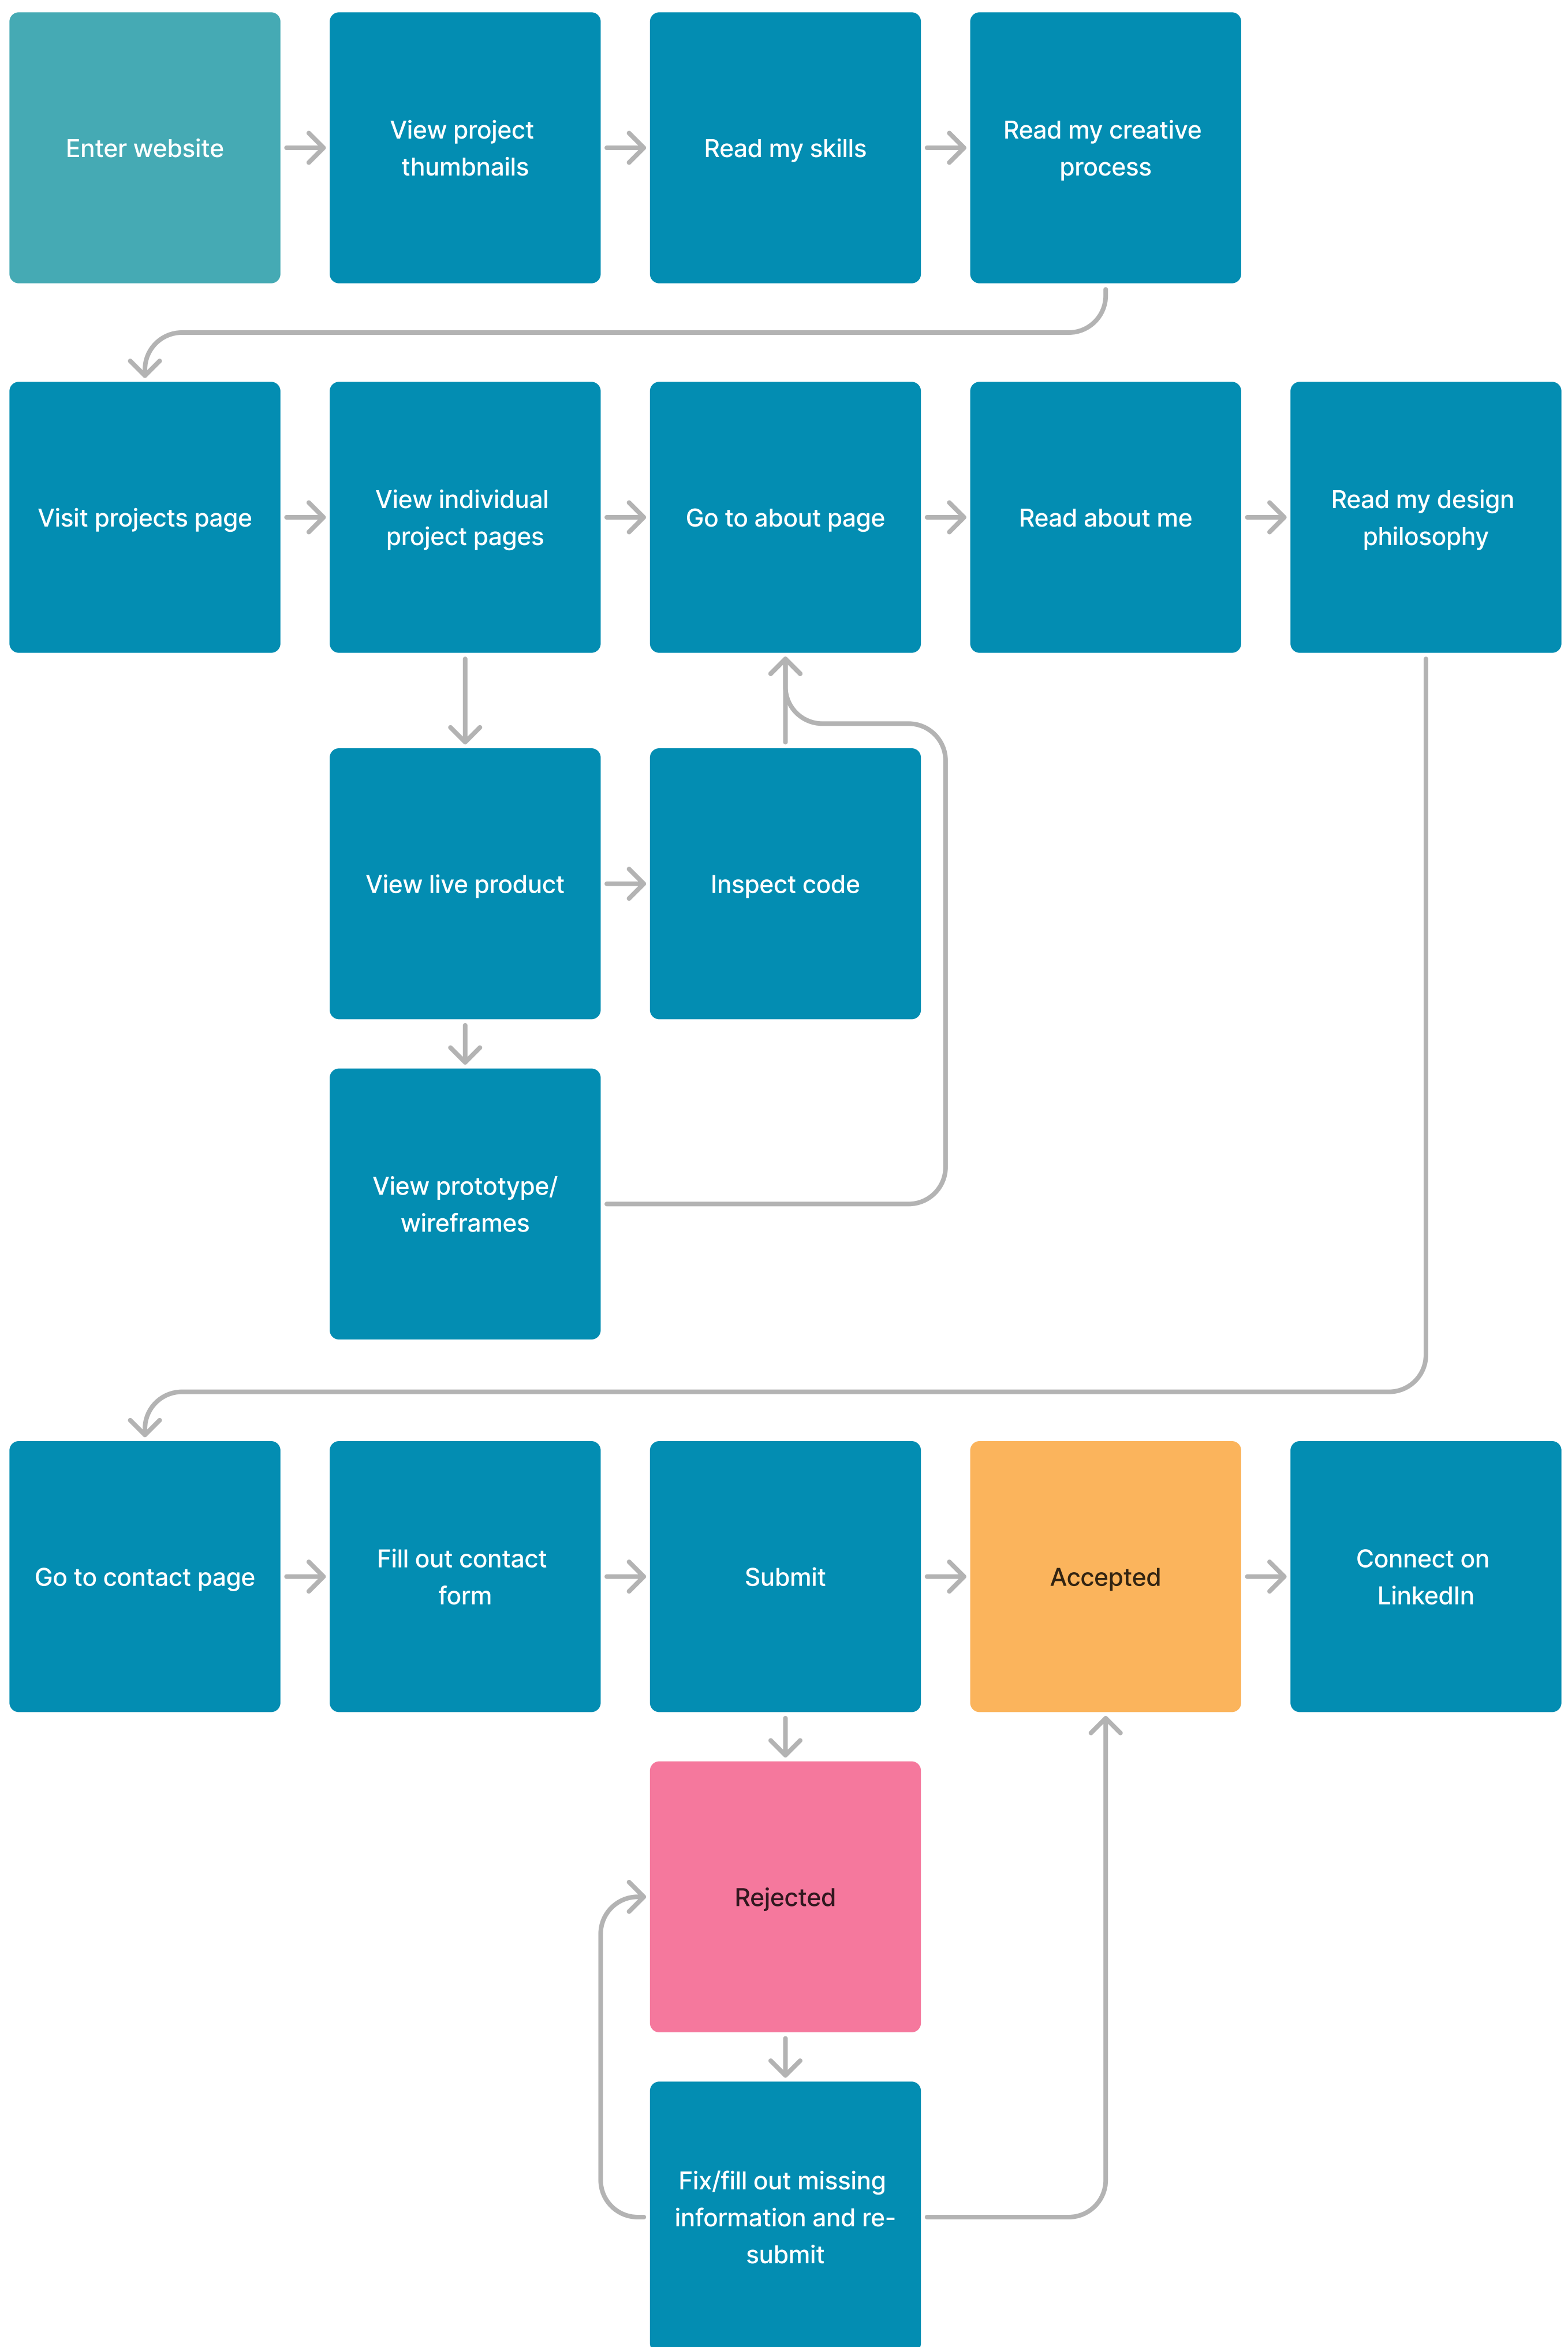 Enter website
View project
thumbnails
Read my skills
Read my creative
process
Visit projects page
View individual
project pages
Go to about page
Read about me
Read my design
philosophy
View live product
Inspect code
View prototype/
wireframes
Go to contact page
Fill out contact
form
Submit
Accepted
Connect on
LinkedIn
Rejected
Fix/fill out missing
information and re-
submit